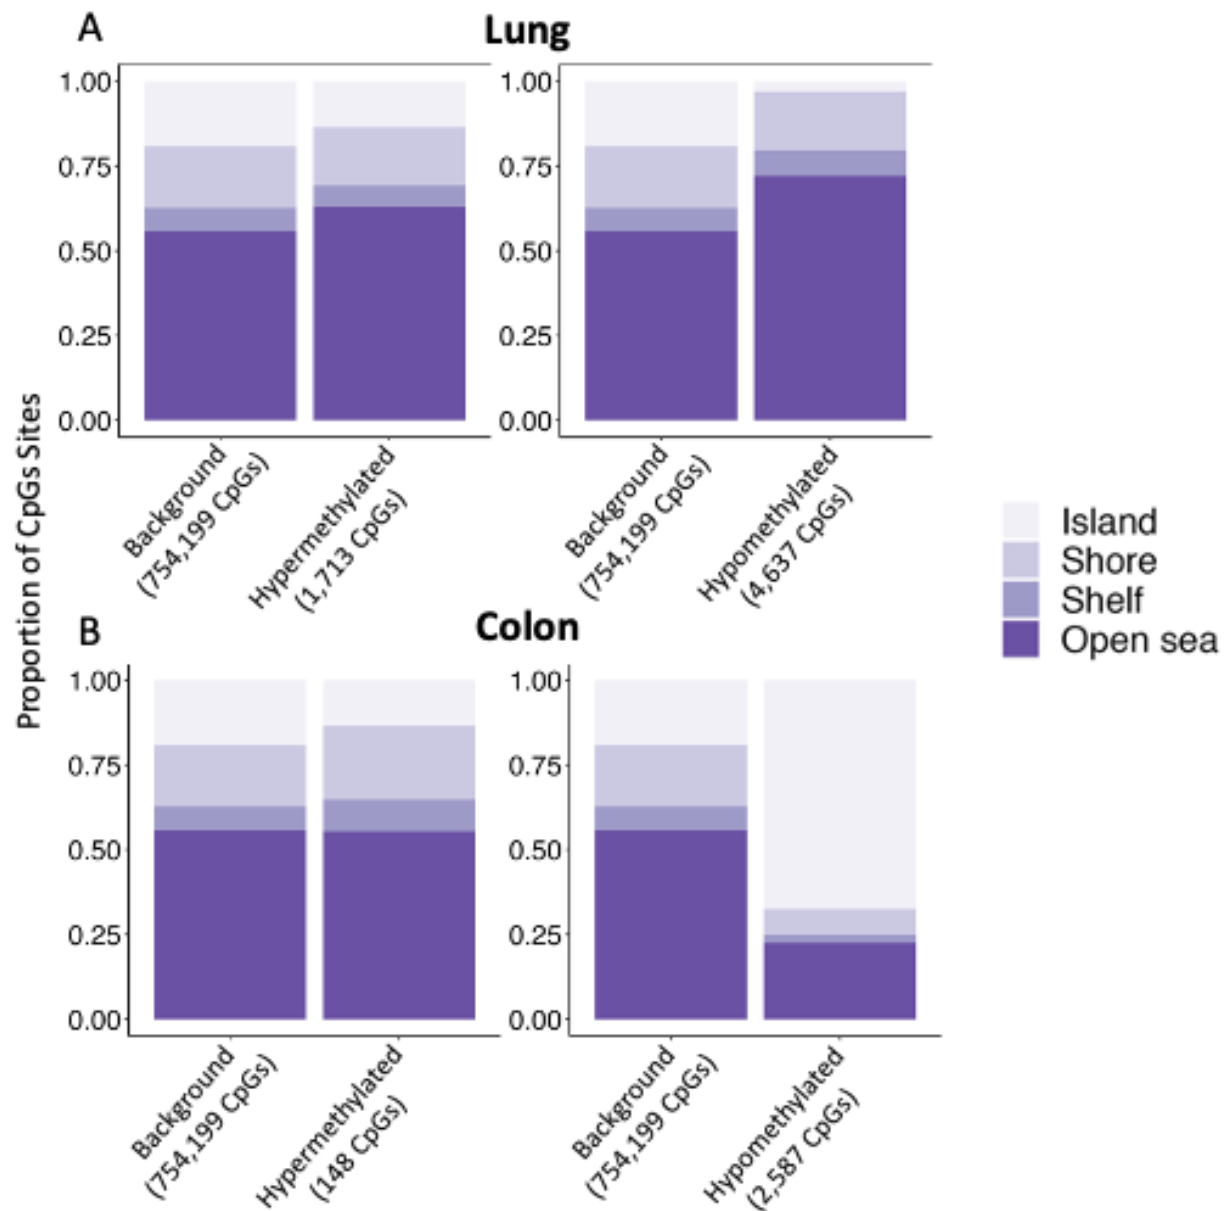 A
Lung
1.00
0.75
0.50
0.25
0.00
Background
(754,199 CpGs)
Hypermethylated
(1,713 CpGs)
1.00
0.75
0.50
0.25
0.00
Background
(754,199 CpGs)
Hypomethylated
(4,637 CpGs)
Proportion of CpGs Sites
Island
Shore
Shelf
Open sea
B
Colon
1.00
0.75
0.50
0.25
0.00
Background
(754,199 CpGs)
Hypermethylated
(148 CpGs)
1.00
0.75
0.50
0.25
0.00
Background
(754,199 CpGs)
Hypomethylated
(2,587 CpGs)